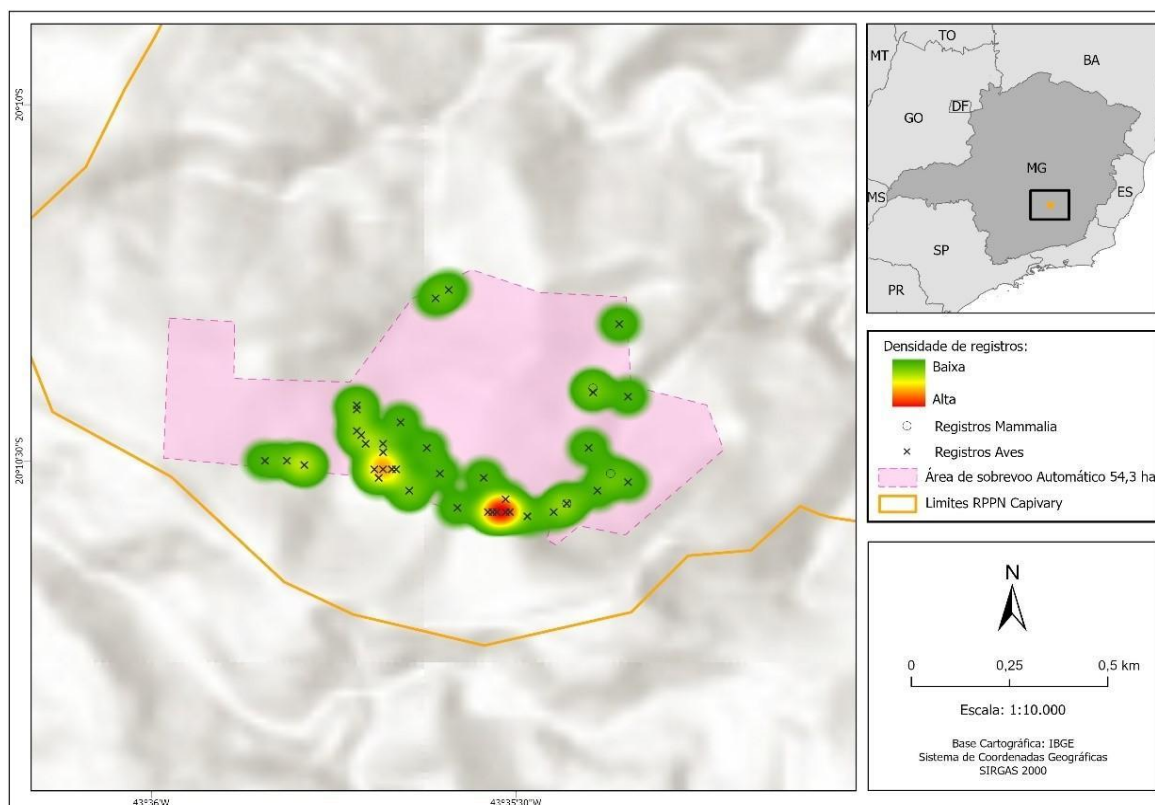 20°10'S
20°10'30"S
43°36'W
43°35'30"W
TO
MT
BA
DF
GO
MG
MS
ES
SP
PR
Densidade de registros:
Baixa
Alta
Registros Mammalia
Registros Aves
Área de sobrevoo Automático 54,3 ha
Limites RPPN Capivary
N
0 0,25 0,5 km
Escala: 1:10.000
Base Cartográfica: IBGE
Sistema de Coordenadas Geográficas
SIRGAS 2000